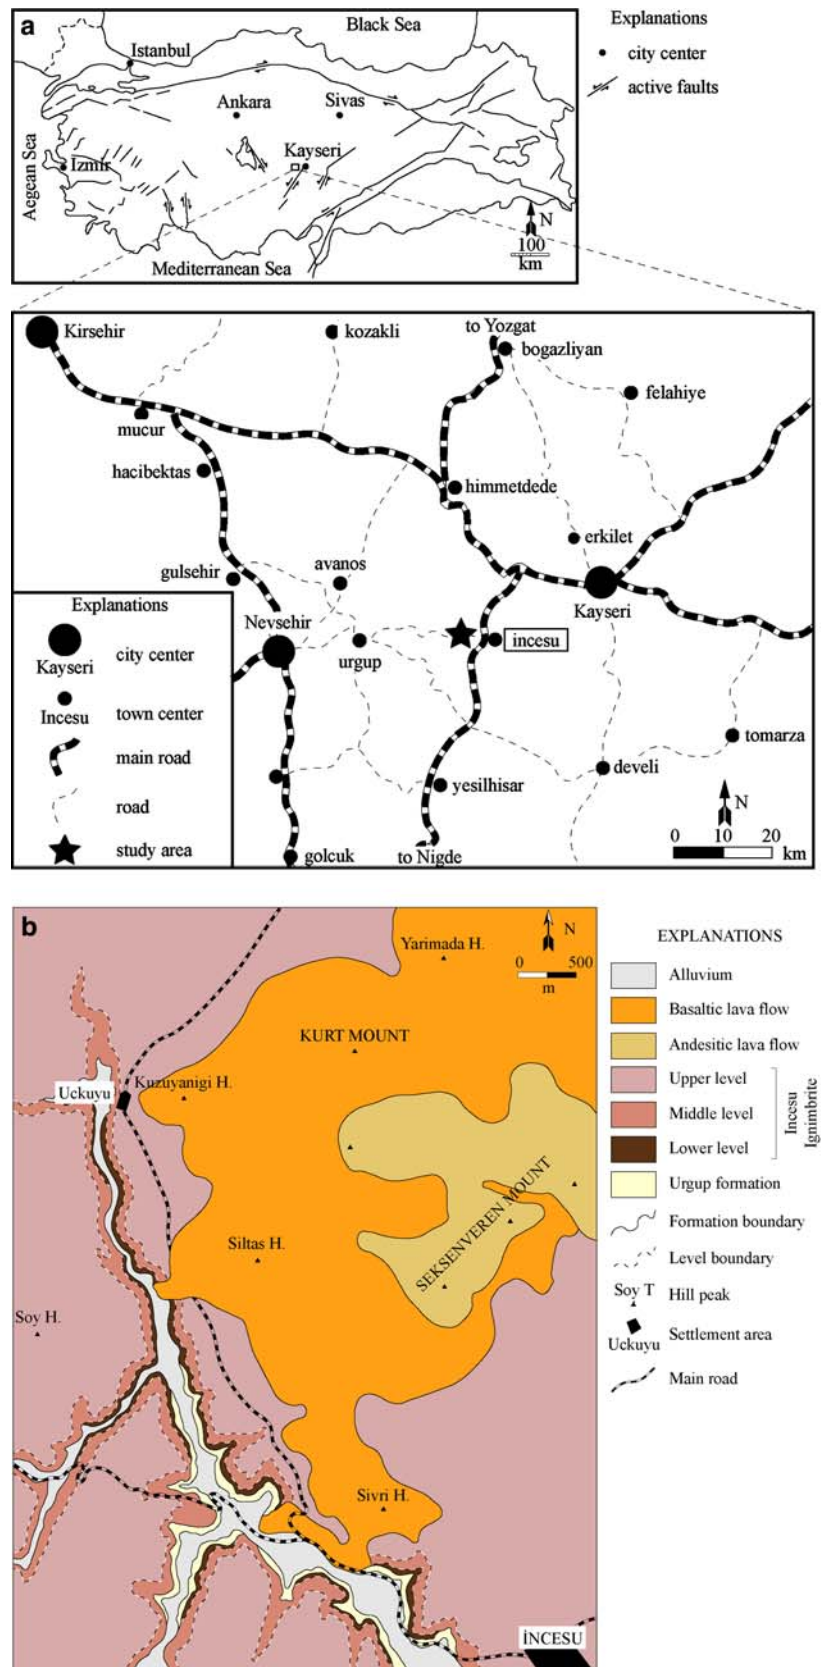 a
Black Sea
Istanbul
Ankara
Sivas
Kayseri
Izmir
Aegean Sea
Mediterranean Sea
N
100
km
Explanations
city center
active faults
Kirsehir
kozakli
to Yozgat
bogazliyan
felahiye
mucur
hacibektas
himmetdede
erkilet
gulsehir
avanos
Kayseri
Nevsehir
urgup
incesu
tomarza
develi
yesilhisar
golcuk
to Nigde
N
0 10 20
km
Explanations
Kayseri
city center
Incesu
town center
main road
road
study area
b
Yarimada H.
N
0 500
m
KURT MOUNT
Uckuyu
Kuzuyanigi H.
SEKSENVEREN MOUNT
Siltas H.
Soy H.
Sivri H.
İNCESU
EXPLANATIONS
Alluvium
Basaltic lava flow
Andesitic lava flow
Upper level
Middle level
Lower level
Incesu
Ignimbrite
Urgup formation
Formation boundary
Level boundary
Soy T
Hill peak
Settlement area
Uckuyu
Main road